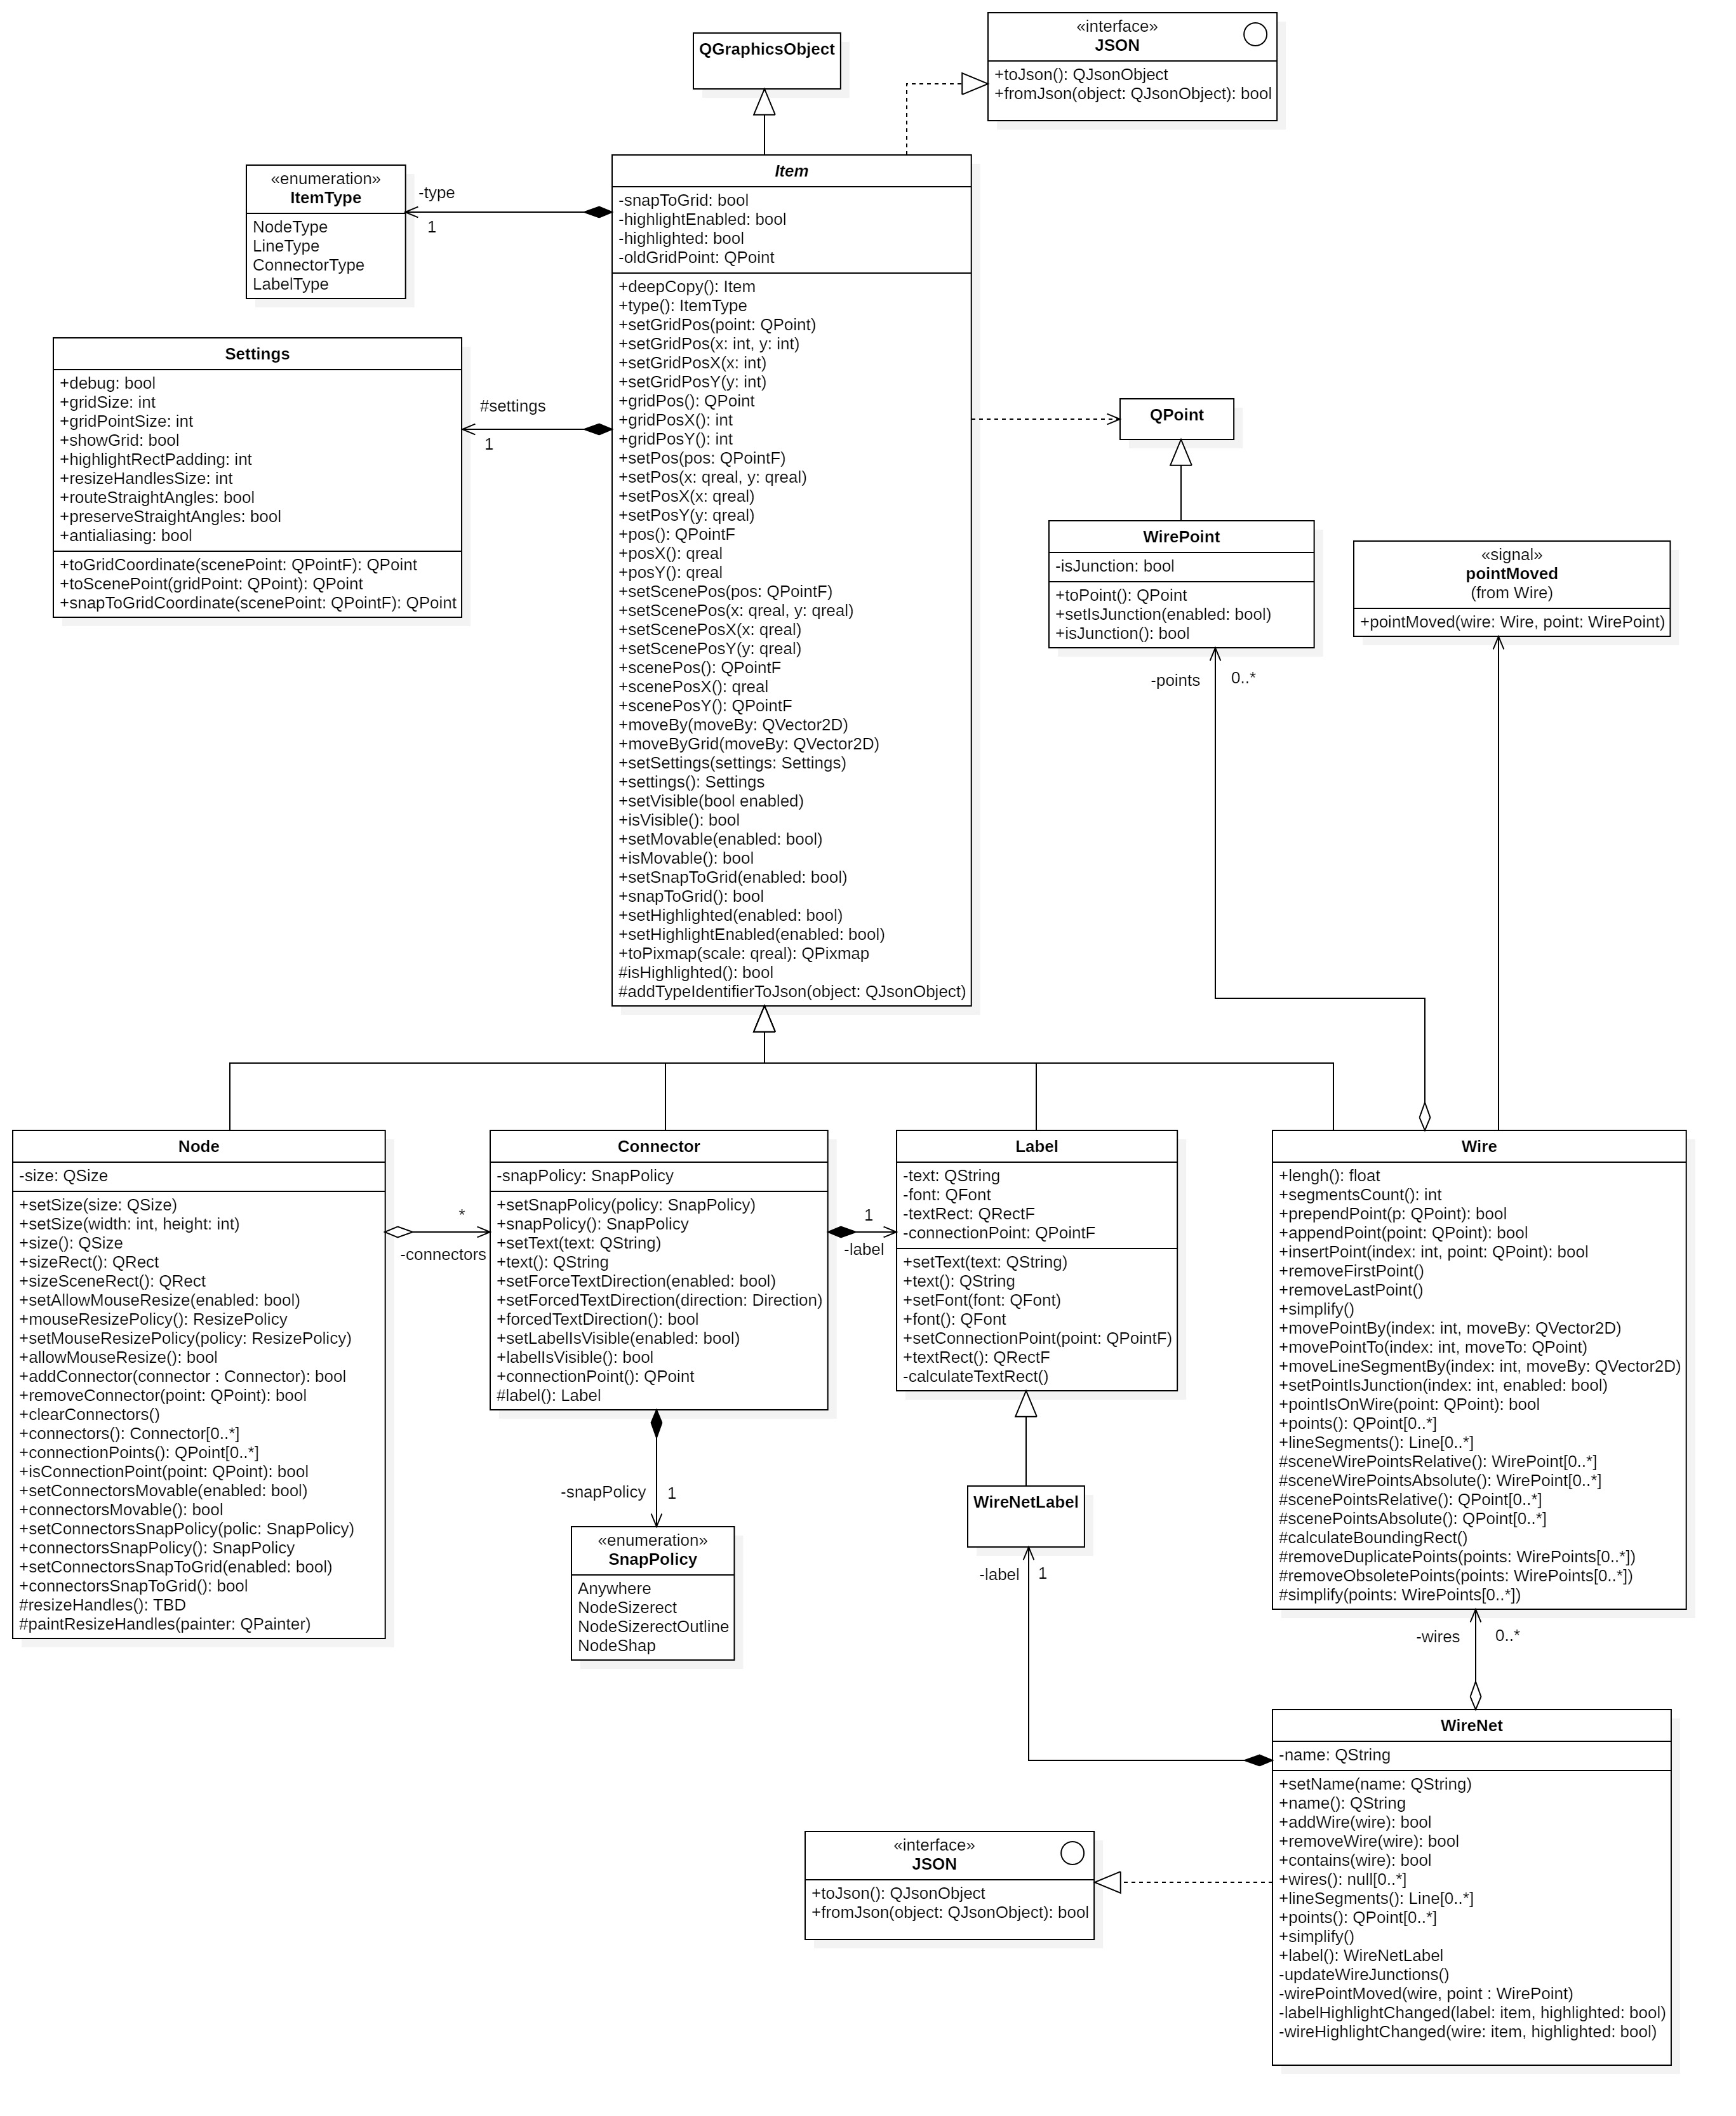 QGraphicsObject
«interface»
JSON
+toJson(): QJsonObject
+fromJson(object: QJsonObject): bool
«enumeration»
ItemType
NodeType
LineType
ConnectorType
LabelType
-type
1
Item
-snapToGrid: bool
-highlightEnabled: bool
-highlighted: bool
-oldGridPoint: QPoint
+deepCopy(): Item
+type(): ItemType
+setGridPos(point: QPoint)
+setGridPos(x: int, y: int)
+setGridPosX(x: int)
+setGridPosY(y: int)
+gridPos(): QPoint
+gridPosX(): int
+gridPosY(): int
+setPos(pos: QPointF)
+setPos(x: qreal, y: qreal)
+setPosX(x: qreal)
+setPosY(y: qreal)
+pos(): QPointF
+posX(): qreal
+posY(): qreal
+setScenePos(pos: QPointF)
+setScenePos(x: qreal, y: qreal)
+setScenePosX(x: qreal)
+setScenePosY(y: qreal)
+scenePos(): QPointF
+scenePosX(): qreal
+scenePosY(): QPointF
+moveBy(moveBy: QVector2D)
+moveByGrid(moveBy: QVector2D)
+setSettings(settings: Settings)
+settings(): Settings
+setVisible(bool enabled)
+isVisible(): bool
+setMovable(enabled: bool)
+isMovable(): bool
+setSnapToGrid(enabled: bool)
+snapToGrid(): bool
+setHighlighted(enabled: bool)
+setHighlightEnabled(enabled: bool)
+toPixmap(scale: qreal): QPixmap
#isHighlighted(): bool
#addTypeIdentifierToJson(object: QJsonObject)
Settings
+debug: bool
+gridSize: int
+gridPointSize: int
+showGrid: bool
+highlightRectPadding: int
+resizeHandlesSize: int
+routeStraightAngles: bool
+preserveStraightAngles: bool
+antialiasing: bool
+toGridCoordinate(scenePoint: QPointF): QPoint
+toScenePoint(gridPoint: QPoint): QPoint
+snapToGridCoordinate(scenePoint: QPointF): QPoint
#settings
1
QPoint
WirePoint
-isJunction: bool
+toPoint(): QPoint
+setIsJunction(enabled: bool)
+isJunction(): bool
-points
0..*
«signal»
pointMoved
(from Wire)
+pointMoved(wire: Wire, point: WirePoint)
Node
-size: QSize
+setSize(size: QSize)
+setSize(width: int, height: int)
+size(): QSize
+sizeRect(): QRect
+sizeSceneRect(): QRect
+setAllowMouseResize(enabled: bool)
+mouseResizePolicy(): ResizePolicy
+setMouseResizePolicy(policy: ResizePolicy)
+allowMouseResize(): bool
+addConnector(connector : Connector): bool
+removeConnector(point: QPoint): bool
+clearConnectors()
+connectors(): Connector[0..*]
+connectionPoints(): QPoint[0..*]
+isConnectionPoint(point: QPoint): bool
+setConnectorsMovable(enabled: bool)
+connectorsMovable(): bool
+setConnectorsSnapPolicy(polic: SnapPolicy)
+connectorsSnapPolicy(): SnapPolicy
+setConnectorsSnapToGrid(enabled: bool)
+connectorsSnapToGrid(): bool
#resizeHandles(): TBD
#paintResizeHandles(painter: QPainter)
*
-connectors
Connector
-snapPolicy: SnapPolicy
+setSnapPolicy(policy: SnapPolicy)
+snapPolicy(): SnapPolicy
+setText(text: QString)
+text(): QString
+setForceTextDirection(enabled: bool)
+setForcedTextDirection(direction: Direction)
+forcedTextDirection(): bool
+setLabelIsVisible(enabled: bool)
+labelIsVisible(): bool
+connectionPoint(): QPoint
#label(): Label
1
-label
-snapPolicy
1
«enumeration»
SnapPolicy
Anywhere
NodeSizerect
NodeSizerectOutline
NodeShap
Label
-text: QString
-font: QFont
-textRect: QRectF
-connectionPoint: QPointF
+setText(text: QString)
+text(): QString
+setFont(font: QFont)
+font(): QFont
+setConnectionPoint(point: QPointF)
+textRect(): QRectF
-calculateTextRect()
WireNetLabel
-label
1
Wire
+lengh(): float
+segmentsCount(): int
+prependPoint(p: QPoint): bool
+appendPoint(point: QPoint): bool
+insertPoint(index: int, point: QPoint): bool
+removeFirstPoint()
+removeLastPoint()
+simplify()
+movePointBy(index: int, moveBy: QVector2D)
+movePointTo(index: int, moveTo: QPoint)
+moveLineSegmentBy(index: int, moveBy: QVector2D)
+setPointIsJunction(index: int, enabled: bool)
+pointIsOnWire(point: QPoint): bool
+points(): QPoint[0..*]
+lineSegments(): Line[0..*]
#sceneWirePointsRelative(): WirePoint[0..*]
#sceneWirePointsAbsolute(): WirePoint[0..*]
#scenePointsRelative(): QPoint[0..*]
#scenePointsAbsolute(): QPoint[0..*]
#calculateBoundingRect()
#removeDuplicatePoints(points: WirePoints[0..*])
#removeObsoletePoints(points: WirePoints[0..*])
#simplify(points: WirePoints[0..*])
-wires
0..*
WireNet
-name: QString
+setName(name: QString)
+name(): QString
+addWire(wire): bool
+removeWire(wire): bool
+contains(wire): bool
+wires(): null[0..*]
+lineSegments(): Line[0..*]
+points(): QPoint[0..*]
+simplify()
+label(): WireNetLabel
-updateWireJunctions()
-wirePointMoved(wire, point : WirePoint)
-labelHighlightChanged(label: item, highlighted: bool)
-wireHighlightChanged(wire: item, highlighted: bool)
«interface»
JSON
+toJson(): QJsonObject
+fromJson(object: QJsonObject): bool